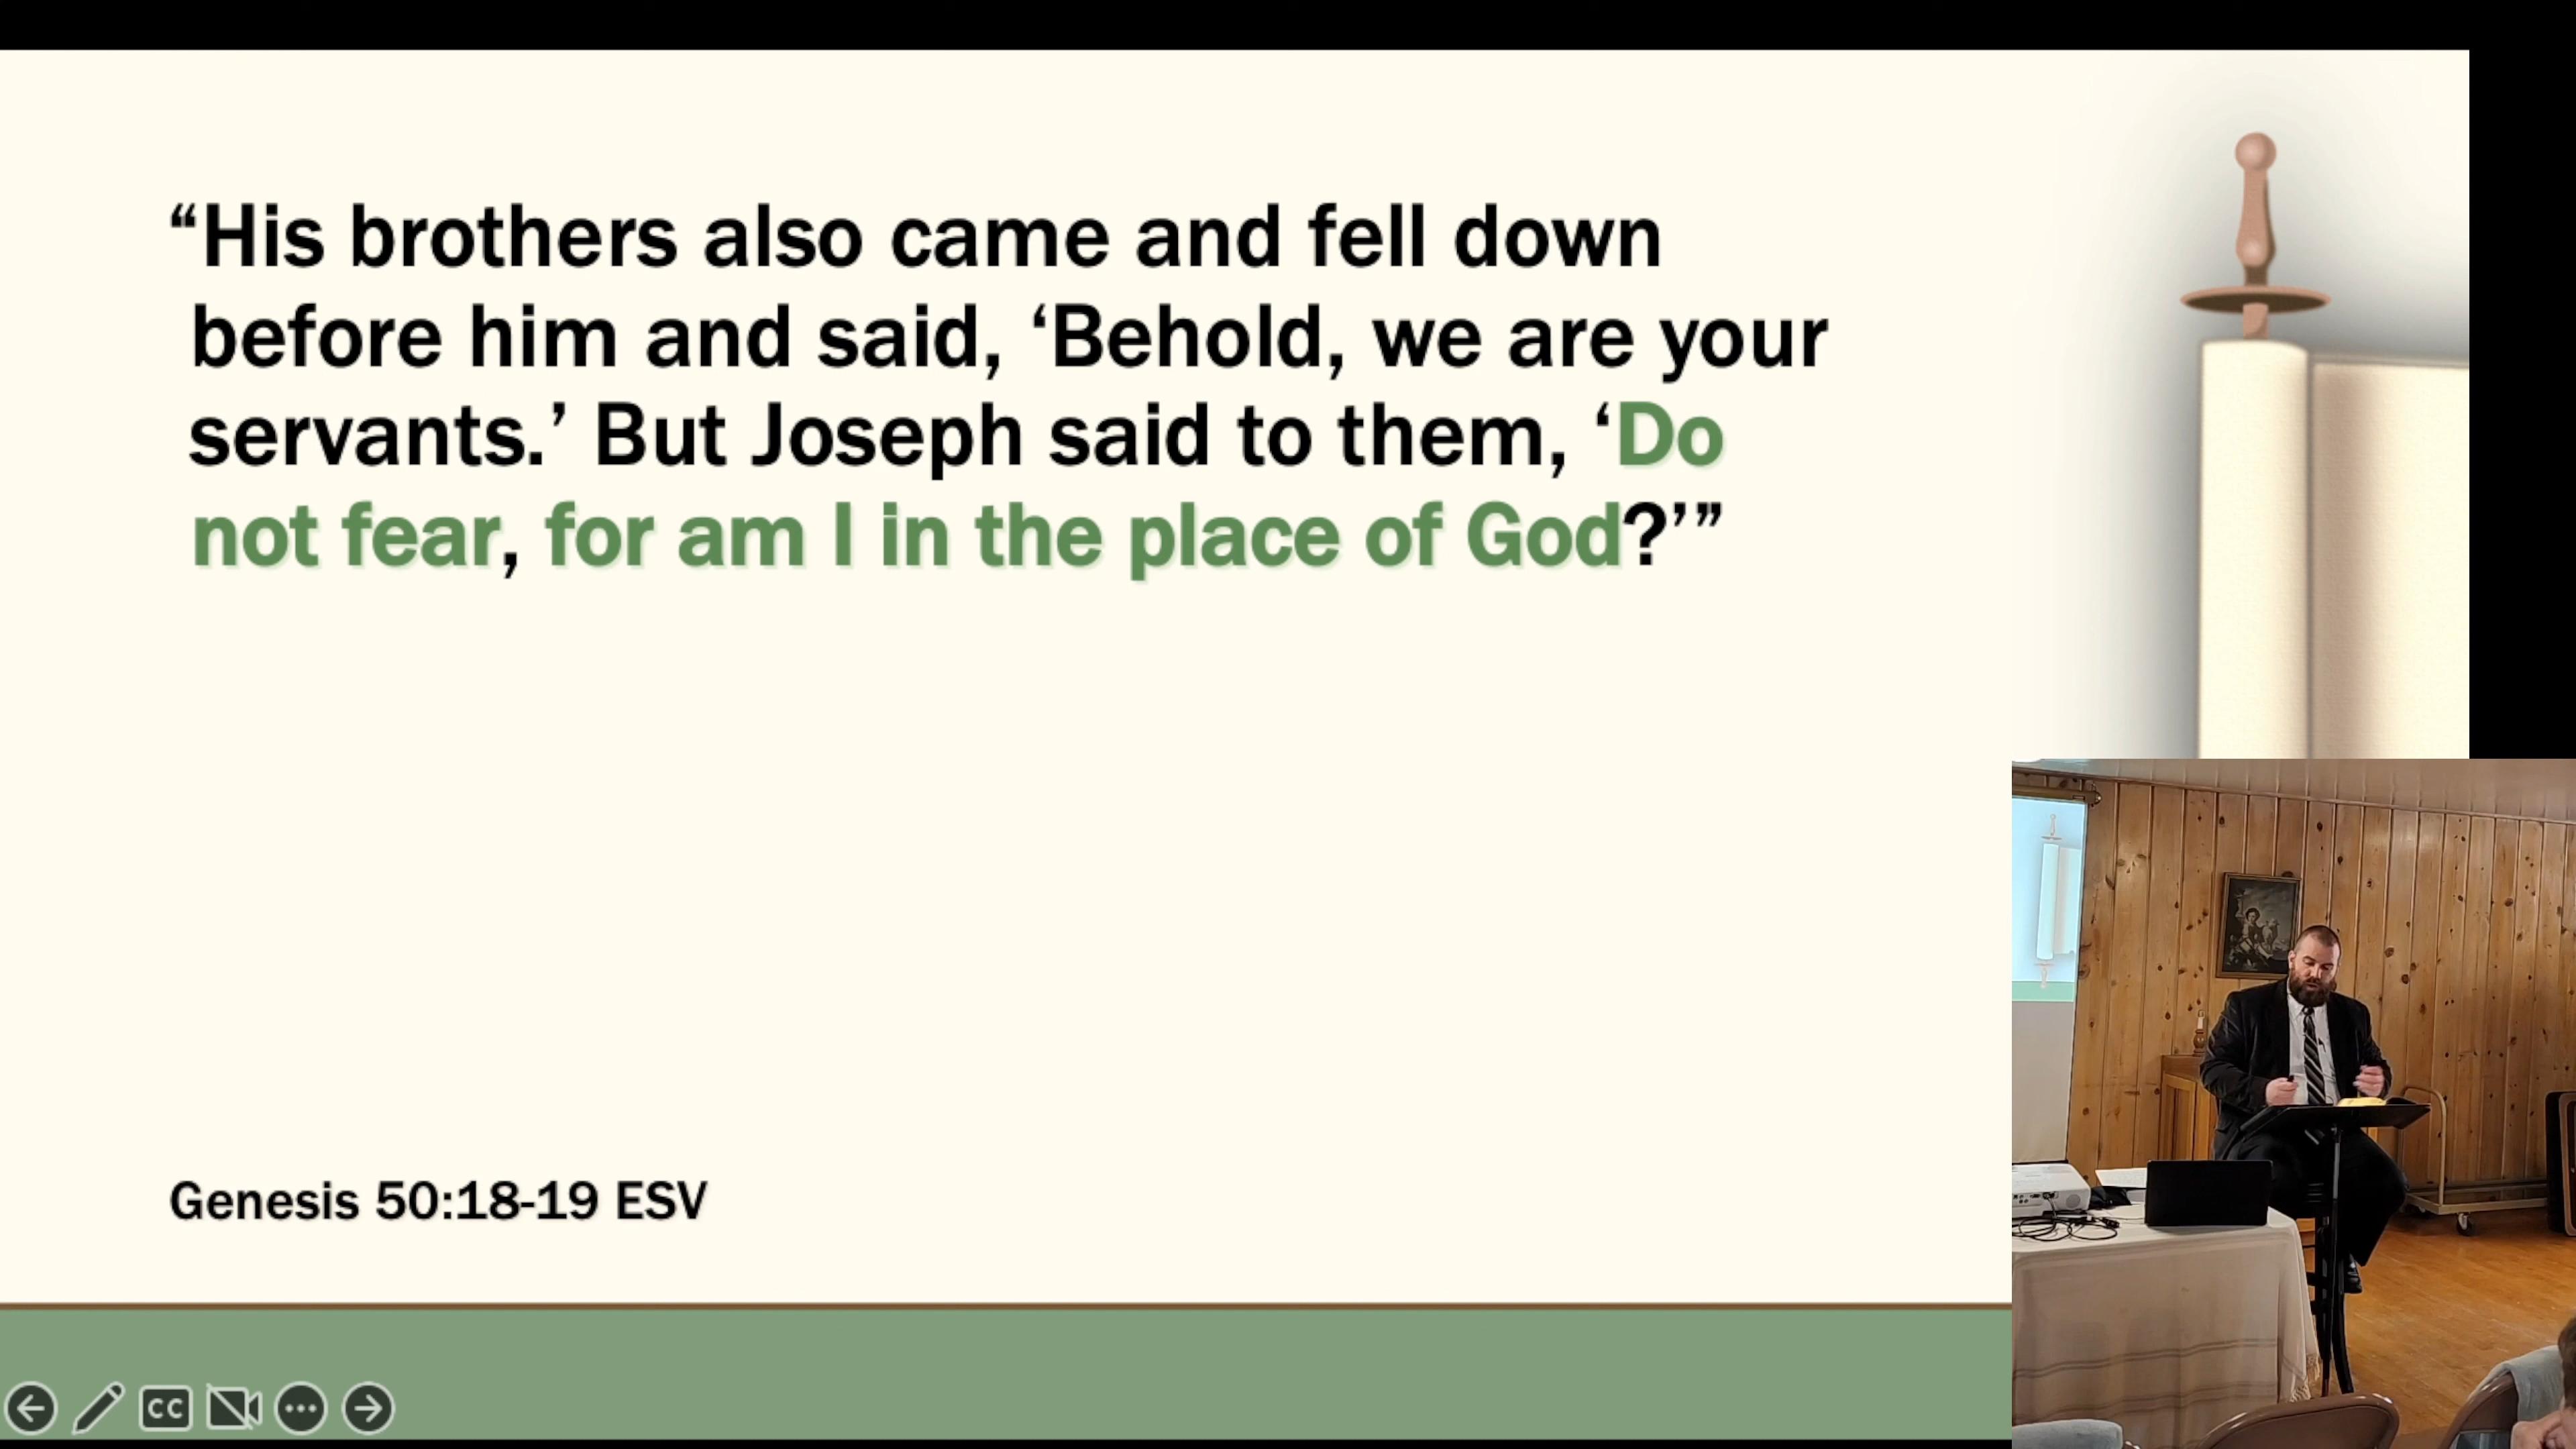 “His brothers also came and fell down
before him and said, ‘Behold, we are your
servants.’ But Joseph said to them, ‘Do
not fear, for am I in the place of God?’”
Genesis 50:18-19 ESV
CC